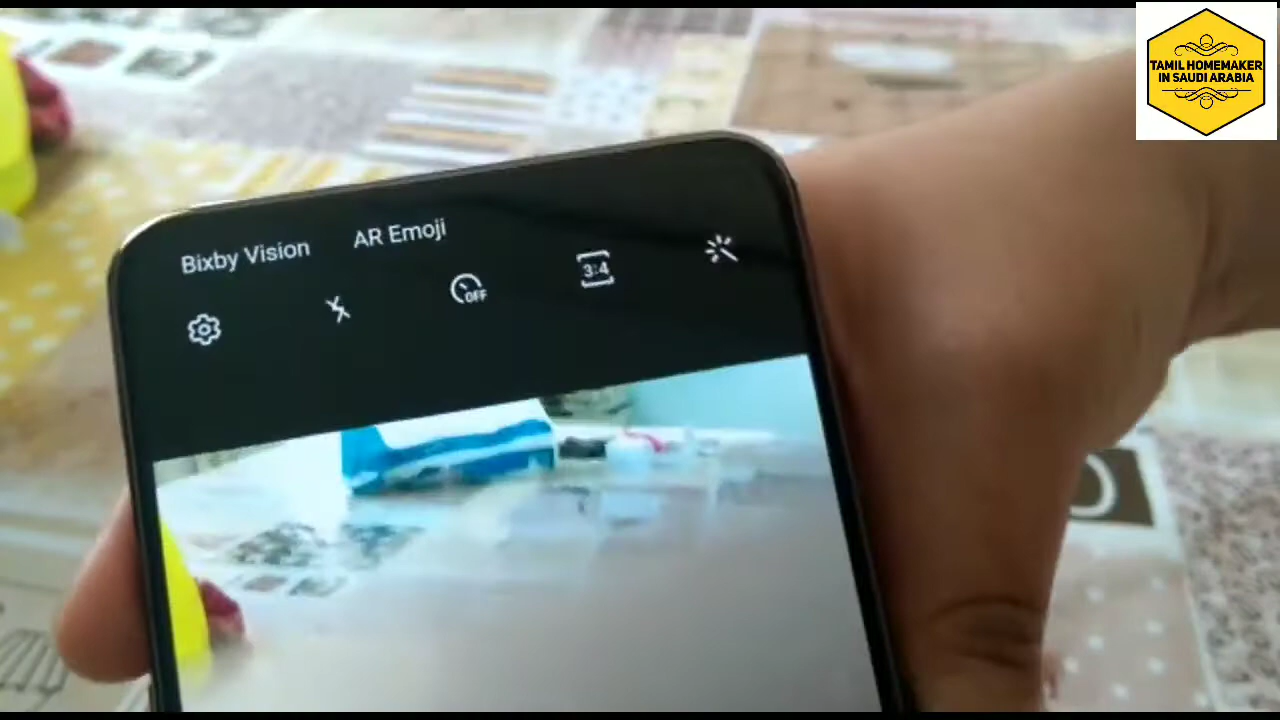 TAMIL HOMEMAKER
IN SAUDI ARABIA
Bixby Vision AR Emoji
OFF
3:4